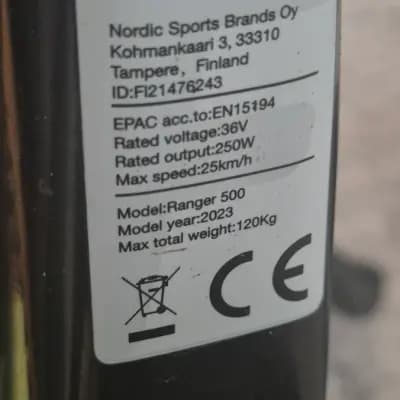 Nordic Sports Brands Oy
Kohmankaari 3, 33310
Tampere, Finland
ID:FI21476243
EPAC acc.to:EN15194
Rated voltage:36V
Rated output:250W
Max speed:25km/h
Model:Ranger 500
Model year:2023
Max total weight:120Kg
CE